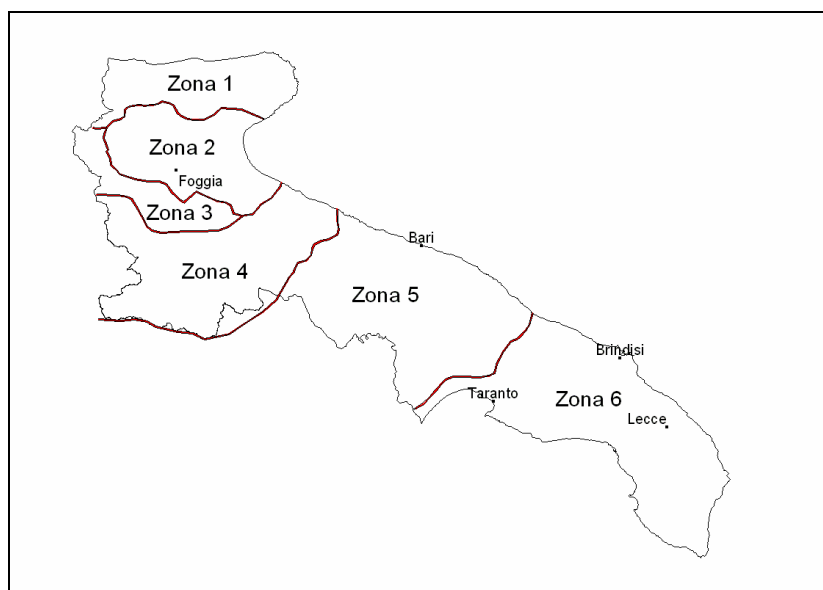 Zona 1
Zona 2
Foggia
Zona 3
Bari
Zona 4
Zona 5
Brindisi
Taranto
Zona 6
Lecce